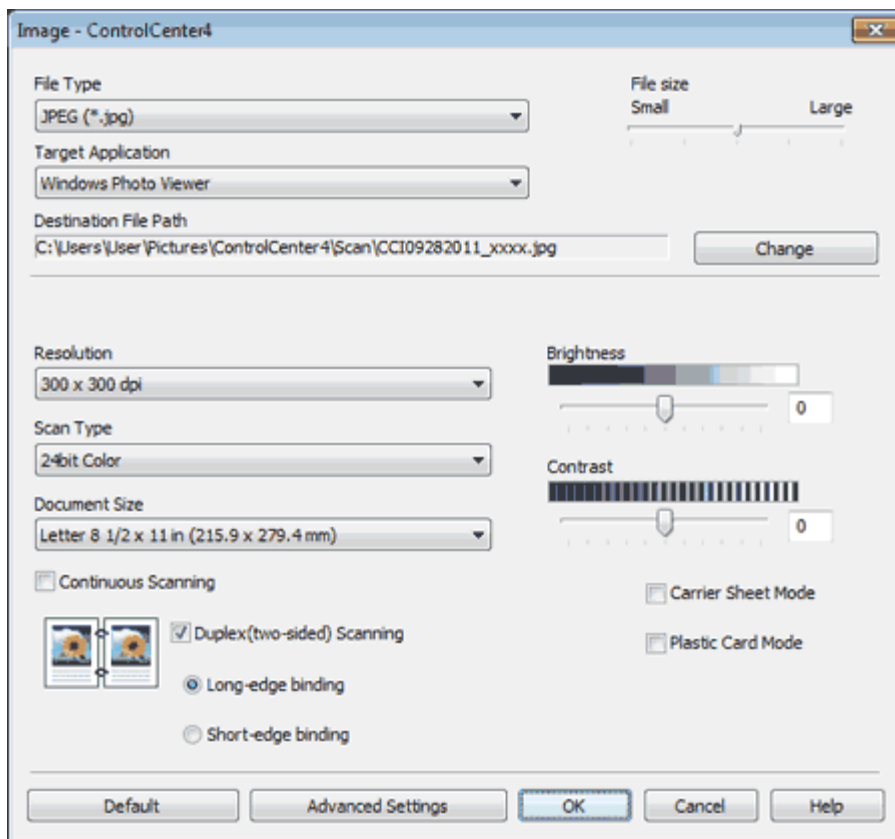 Image - ControlCenter4
File Type
File size
JPEG (*.jpg)
Small Large
Target Application
Windows Photo Viewer
Destination File Path
C:\Users\User\Pictures\ControlCenter4\Scan\CCI09282011_xxxx.jpg
Change
Resolution
Brightness
300 x 300 dpi
0
Scan Type
24bit Color
Contrast
Document Size
Letter 8 1/2 x 11 in (215.9 x 279.4 mm)
0
Continuous Scanning
Carrier Sheet Mode
Duplex(two-sided) Scanning
Plastic Card Mode
Long-edge binding
Short-edge binding
Default Advanced Settings OK Cancel Help